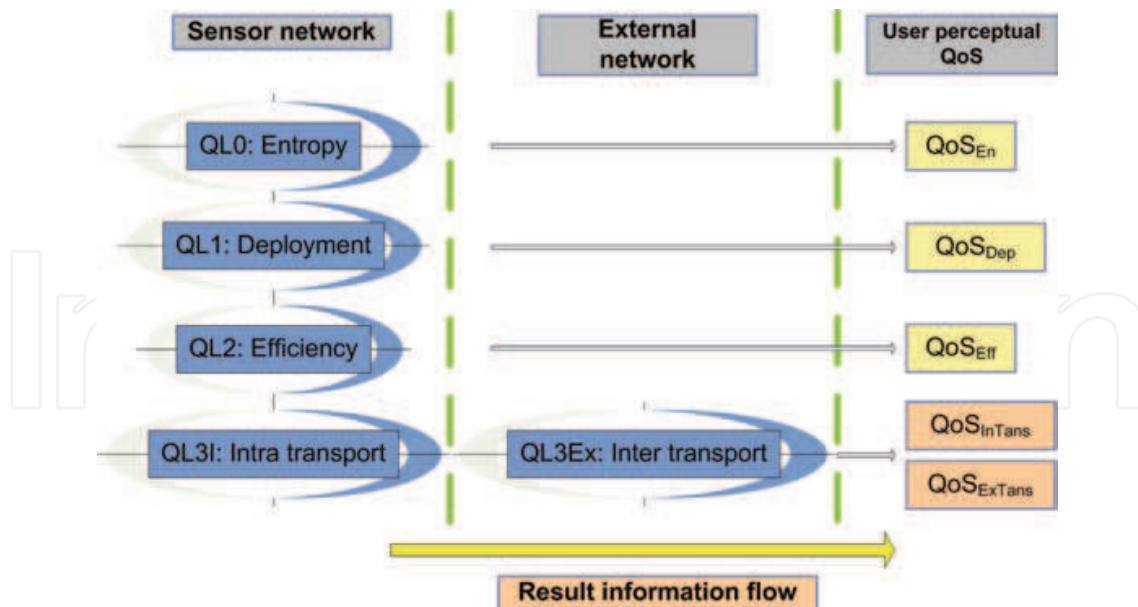 Sensor network
External
network
User perceptual
QoS
QL0: Entropy
QoSEn
QL1: Deployment
QoSDep
QL2: Efficiency
QoSEff
QL3I: Intra transport
QL3Ex: Inter transport
QoSInTans
QoSExTans
Result information flow